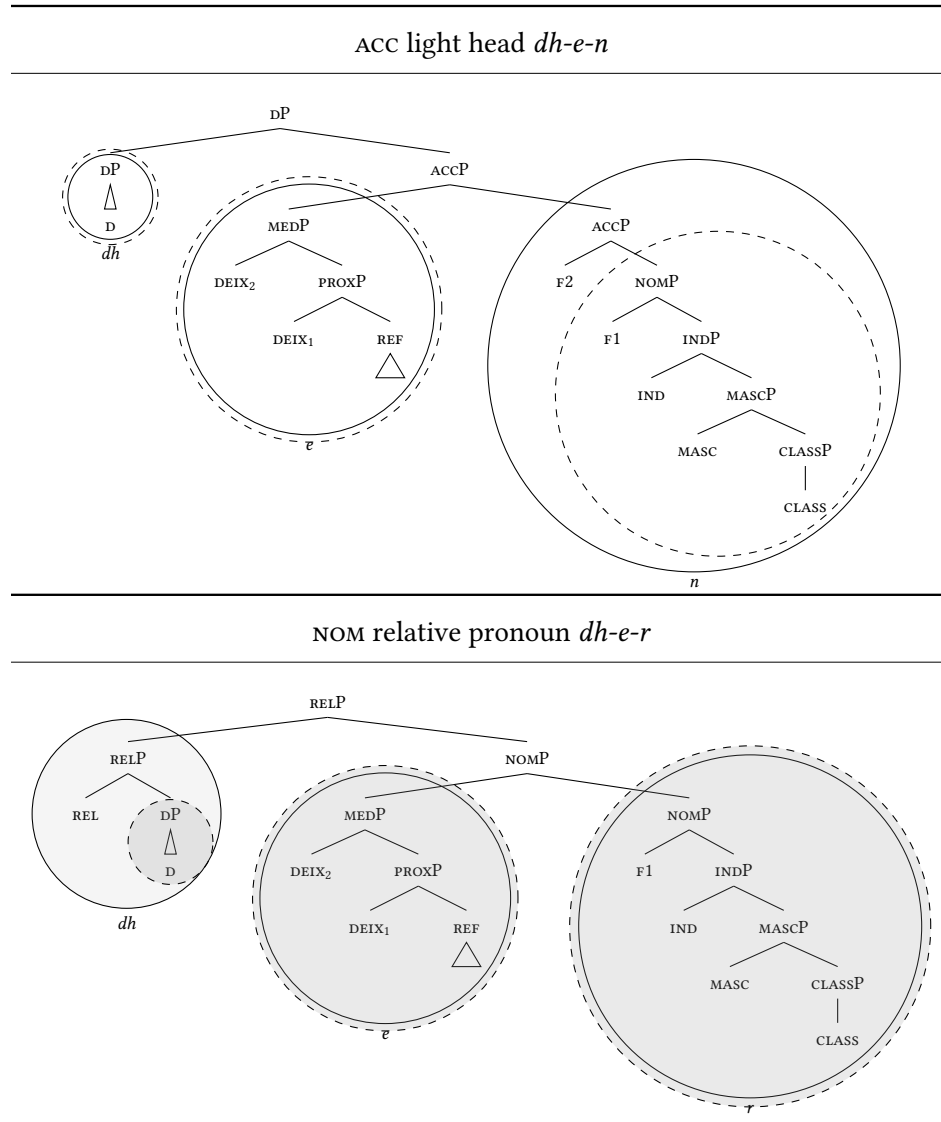 ACC light head dh-e-n
DP
DP ACCP
D MEDP ACCP
dh DEIX₂ PROXP F2 NOMP
DEIX₁ REF F1 INDP
IND MASCP
e MASC CLASSP
CLASS
n
NOM relative pronoun dh-e-r
RELP
RELP NOMP
REL DP MEDP NOMP
D DEIX₂ PROXP F1 INDP
dh DEIX₁ REF IND MASCP
MASC CLASSP
e CLASS
r